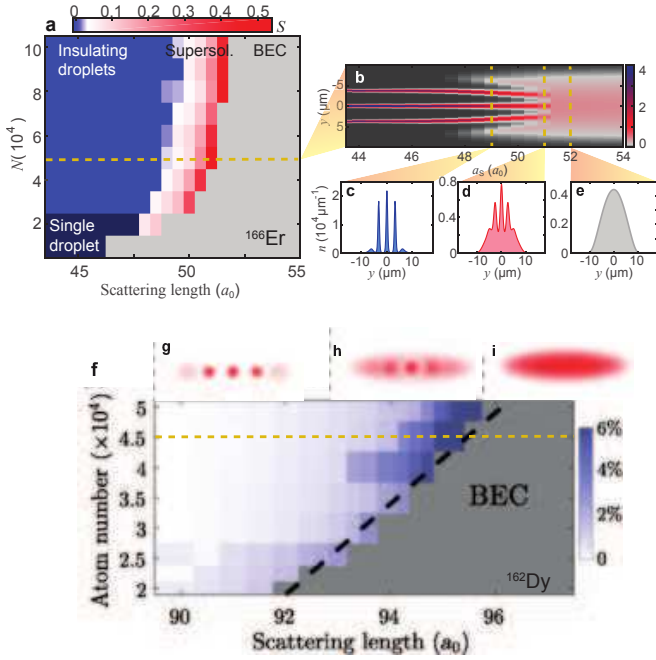 0 0.1 0.2 0.3 0.4 0.5 S
a
Insulating droplets
Supersol.
BEC
10
8
6
4
2
N(10⁴)
Single droplet
¹⁶⁶Er
45 50 55
Scattering length (a₀)
b
-5
0
5
y (μm)
44 46 48 50 52 54
aₛ (a₀)
4
2
0
c
2
1
0
n (10⁴ μm⁻¹)
-10 0 10
y (μm)
d
0.8
0.4
0
-10 0 10
y (μm)
e
0.4
0.2
0
-10 0 10
y (μm)
f
g
h
i
5
4.5
4
3.5
3
2.5
2
Atom number (×10⁴)
BEC
¹⁶²Dy
6%
4%
2%
0
90 92 94 96
Scattering length (a₀)